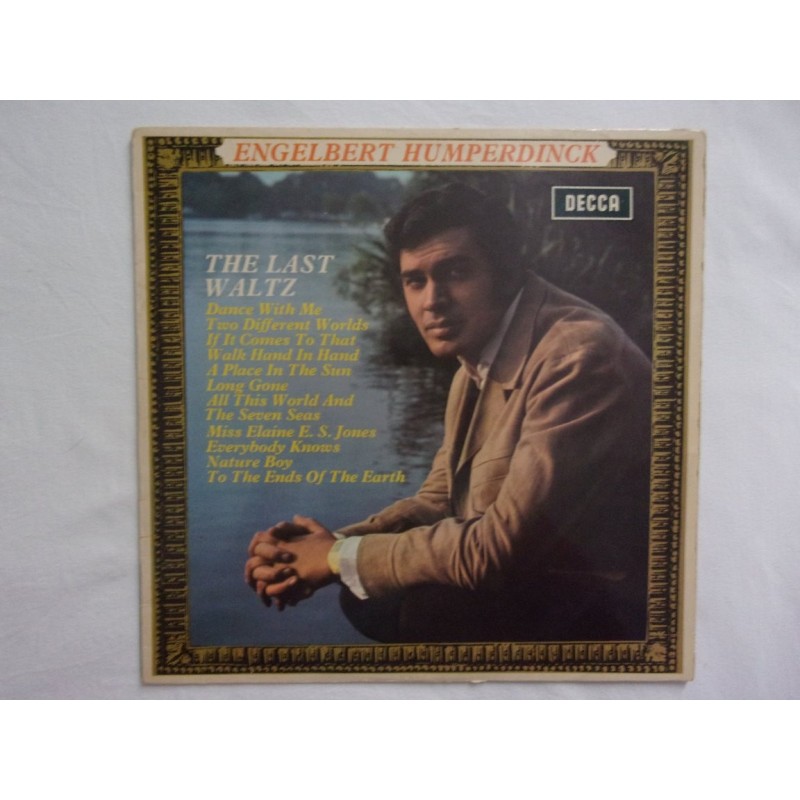 ENGELBERT HUMPERDINCK
DECCA
THE LAST
WALTZ
Dance With Me
Two Different Worlds
If It Comes To That
Walk Hand In Hand
A Place In The Sun
Long Gone
All This World And
The Seven Seas
Miss Elaine E. S. Jones
Everybody Knows
Nature Boy
To The Ends Of The Earth